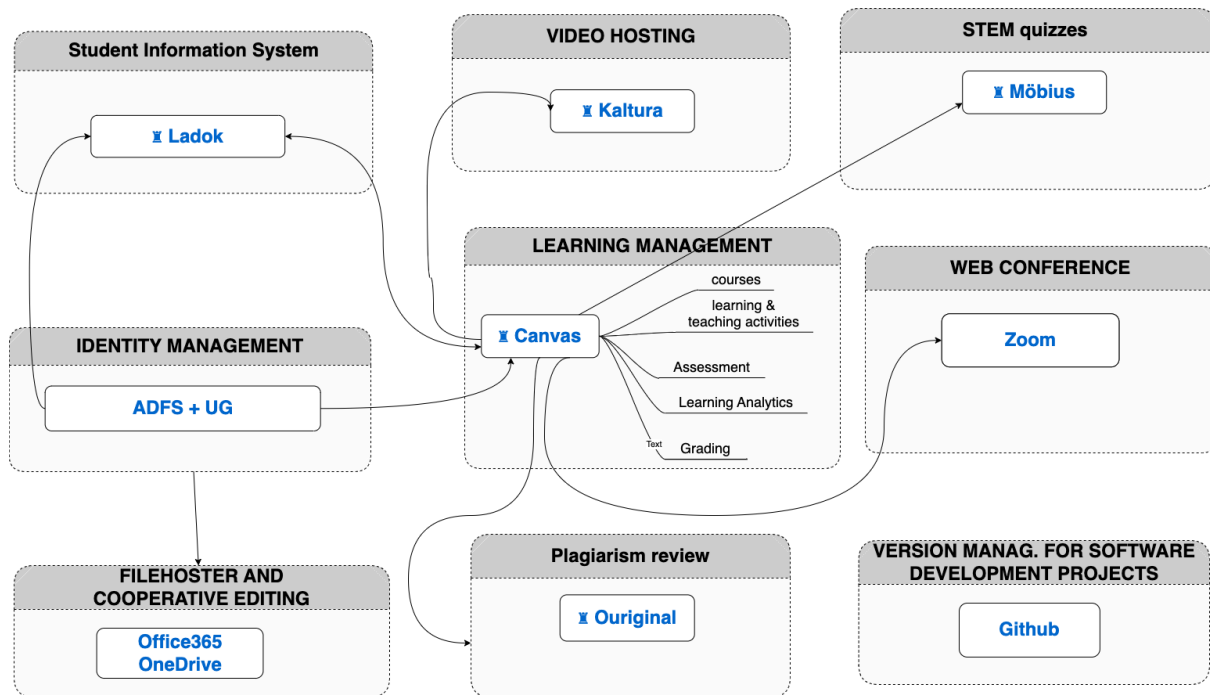 Student Information System
♜ Ladok
VIDEO HOSTING
♜ Kaltura
STEM quizzes
♜ Möbius
LEARNING MANAGEMENT
♜ Canvas
courses
learning &
teaching activities
Assessment
Learning Analytics
Text
Grading
WEB CONFERENCE
Zoom
IDENTITY MANAGEMENT
ADFS + UG
FILEHOSTER AND
COOPERATIVE EDITING
Office365
OneDrive
Plagiarism review
♜ Ouriginal
VERSION MANAG. FOR SOFTWARE
DEVELOPMENT PROJECTS
Github